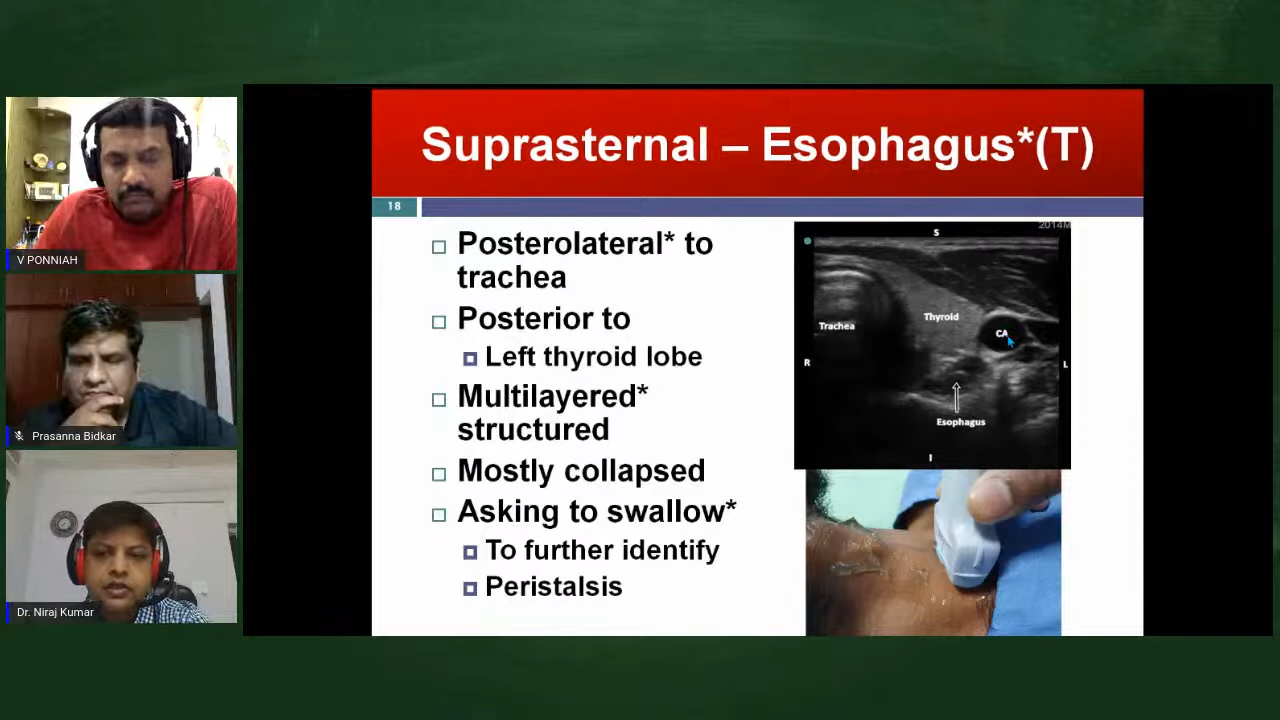 V PONNIAH
Prasanna Bidkar
Dr. Niraj Kumar
Suprasternal – Esophagus*(T)
18
Posterolateral* to
trachea
Posterior to
Left thyroid lobe
Multilayered*
structured
Mostly collapsed
Asking to swallow*
To further identify
Peristalsis
2014M
S
Trachea
Thyroid
CA
R
L
Esophagus
I